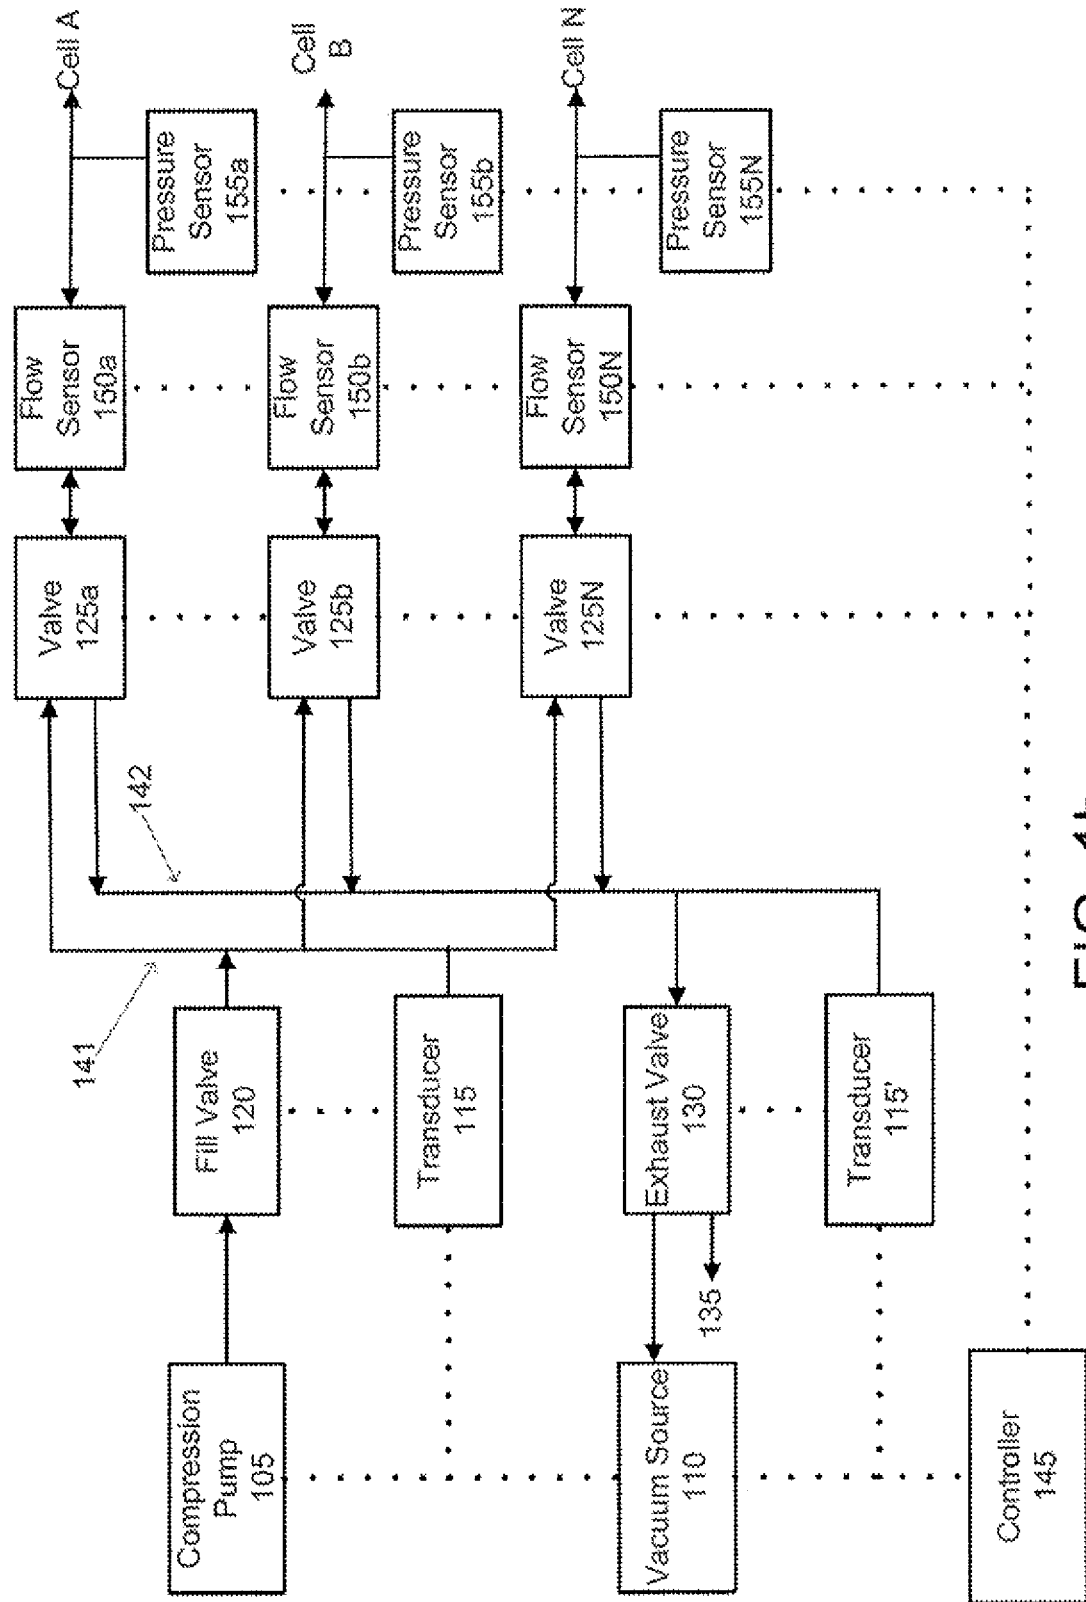 Compression
Pump
105
Fill Valve
120
141
142
Valve
125a
Flow
Sensor
150a
Cell A
Pressure
Sensor
155a
Transducer
115
Valve
125b
Flow
Sensor
150b
Cell
B
Pressure
Sensor
155b
Vacuum Source
110
135
Exhaust Valve
130
Valve
125N
Flow
Sensor
150N
Cell N
Pressure
Sensor
155N
Transducer
115'
Controller
145